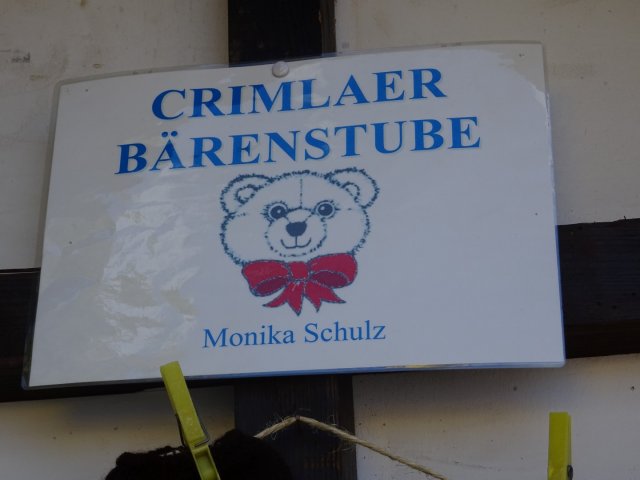 CRIMLAER
BÄRENSTUBE
Monika Schulz